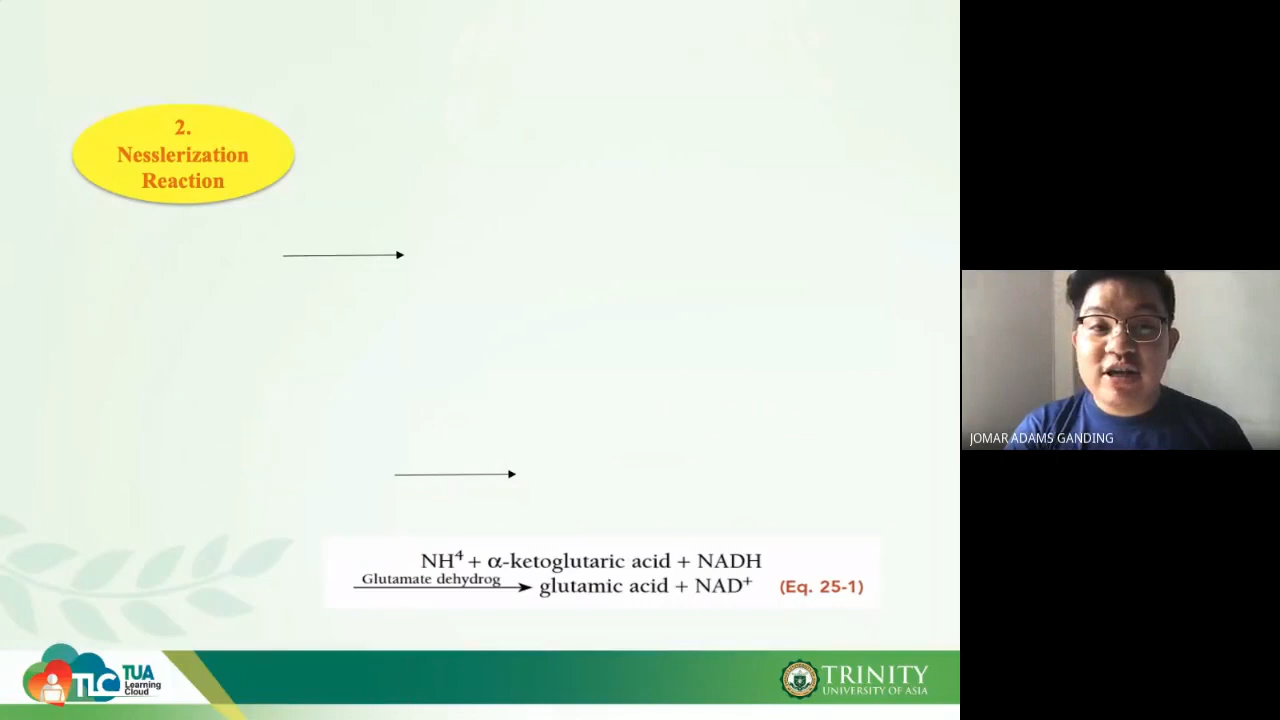 2.
Nesslerization
Reaction
NH⁴ + α-ketoglutaric acid + NADH
Glutamate dehydrog
glutamic acid + NAD⁺ (Eq. 25-1)
JOMAR ADAMS GANDING
TLC TUA
Learning
Cloud
TRINITY
UNIVERSITY OF ASIA